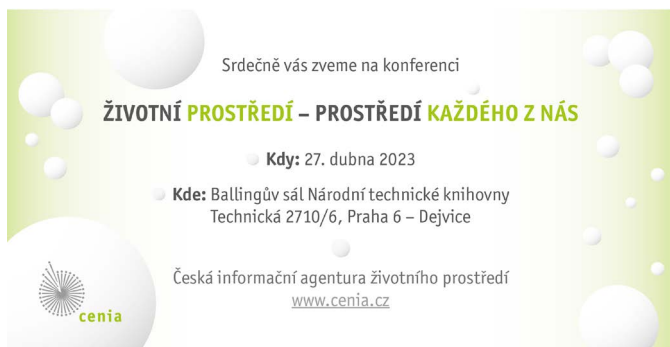 Srdečně vás zveme na konferenci
ŽIVOTNÍ PROSTŘEDÍ – PROSTŘEDÍ KAŽDÉHO Z NÁS
Kdy: 27. dubna 2023
Kde: Ballingův sál Národní technické knihovny
Technická 2710/6, Praha 6 – Dejvice
Česká informační agentura životního prostředí
www.cenia.cz
cenia